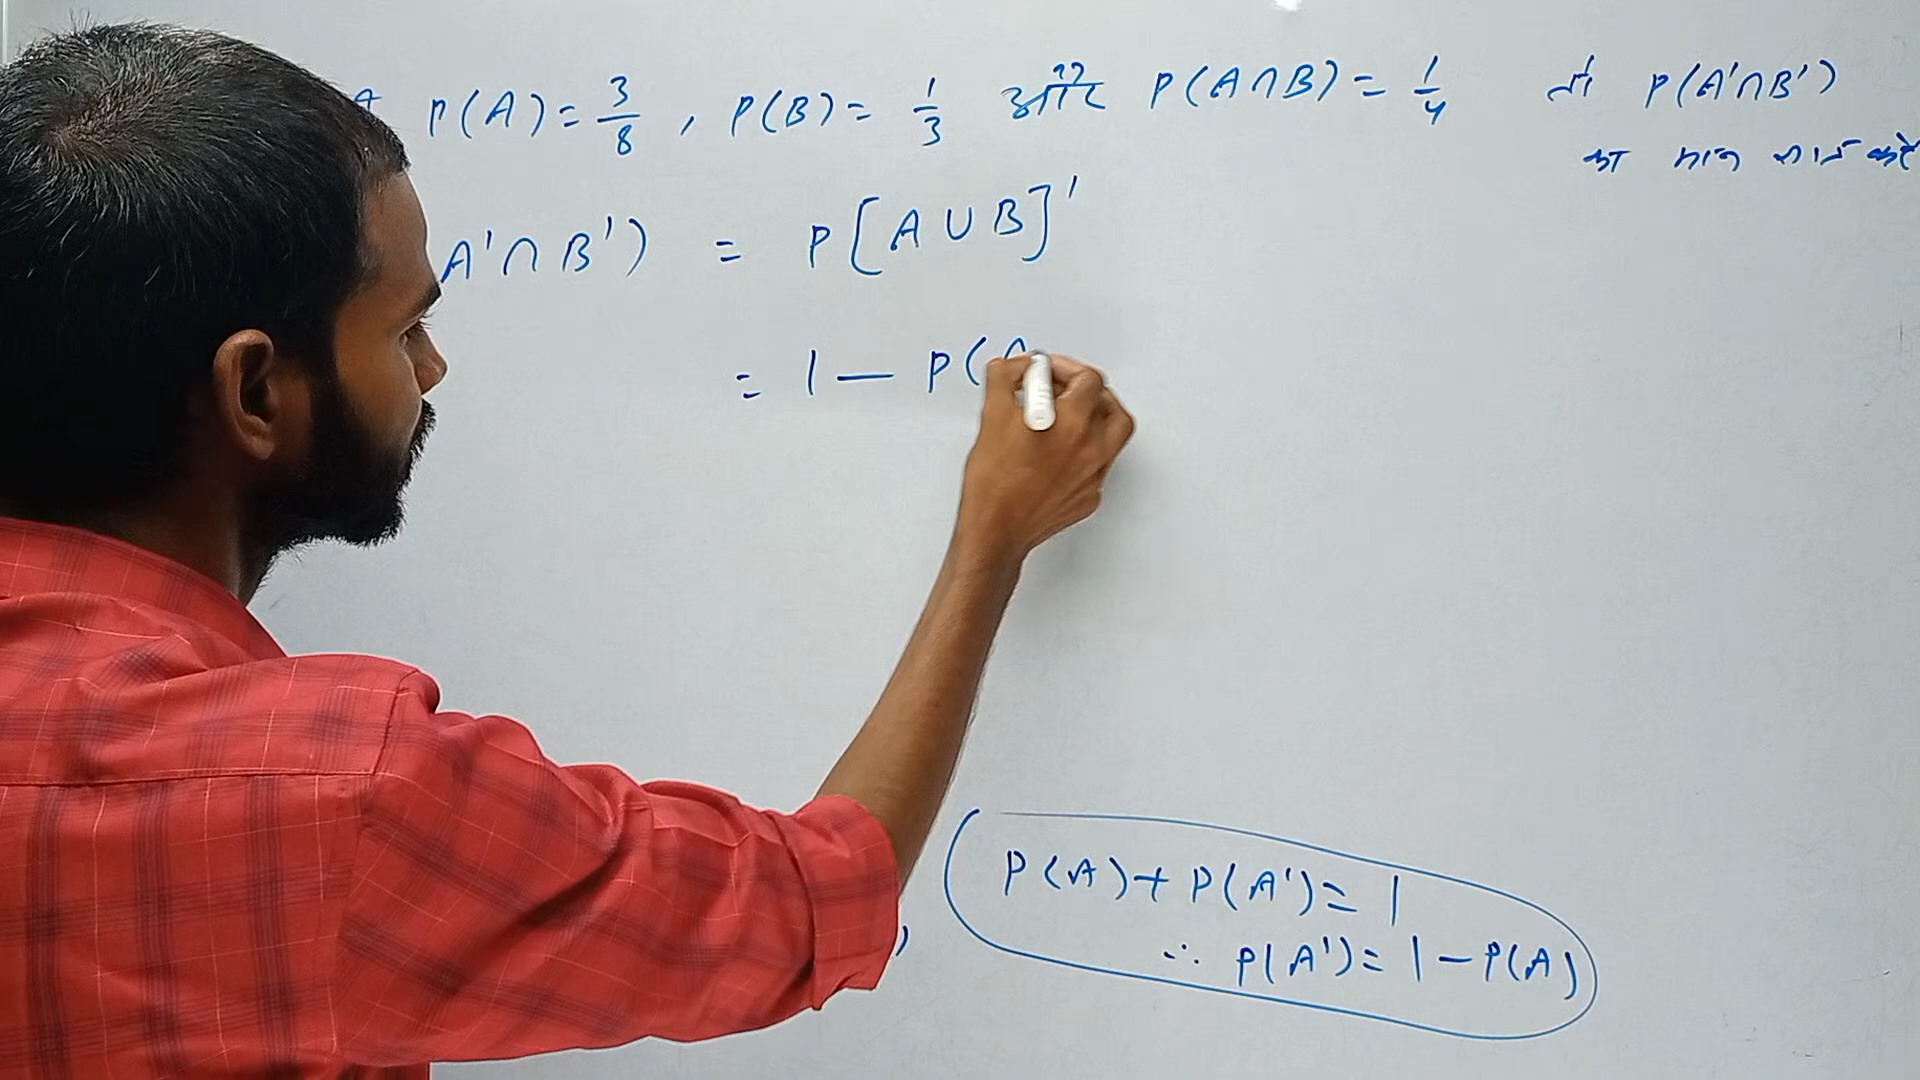 P(A) = 3/8 , P(B) = 1/3 और P(A∩B) = 1/4 तो P(A'∩B')
का मान ज्ञात करें
A'∩B') = P[A∪B]'
= 1 – P(A
P(A) + P(A') = 1
∴ P(A') = 1 – P(A)